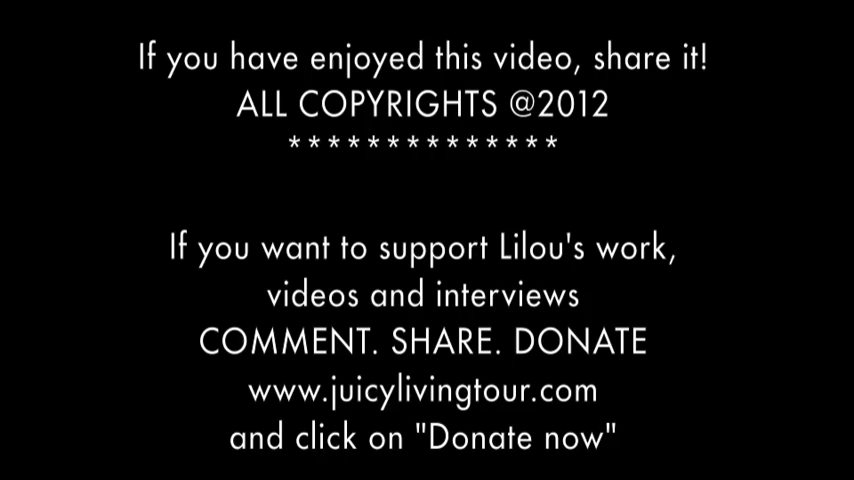 If you have enjoyed this video, share it!
ALL COPYRIGHTS @2012
**************
If you want to support Lilou's work,
videos and interviews
COMMENT. SHARE. DONATE
www.juicylivingtour.com
and click on "Donate now"